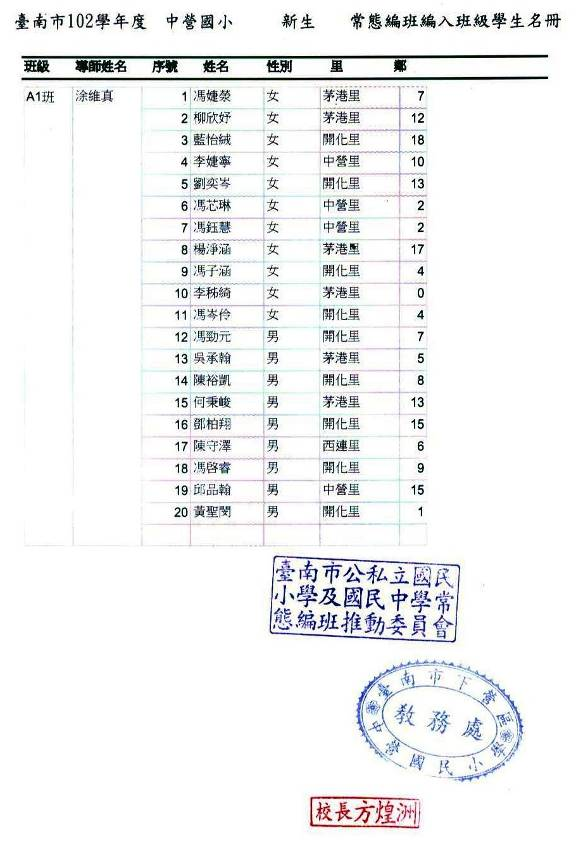 臺南市102學年度 中營國小 新生 常態編班編入班級學生名冊
班級 導師姓名 序號 姓名 性別 里 鄰
A1班 涂維真 1 馮婕滎 女 茅港里 7
2 柳欣妤 女 茅港里 12
3 藍怡絨 女 開化里 18
4 李婕寧 女 中營里 10
5 劉奕岑 女 開化里 13
6 馮芯琳 女 中營里 2
7 馮鈺慧 女 中營里 2
8 楊淨涵 女 茅港里 17
9 馮子涵 女 開化里 4
10 李秭綺 女 茅港里 0
11 馮岑伶 女 開化里 4
12 馮勁元 男 開化里 7
13 吳承翰 男 茅港里 5
14 陳裕凱 男 開化里 8
15 何秉峻 男 茅港里 13
16 鄧柏翔 男 開化里 15
17 陳守澤 男 西連里 6
18 馮啓睿 男 開化里 9
19 邱品翰 男 中營里 15
20 黃聖閔 男 開化里 1
臺南市公私立國民
小學及國民中學常
態編班推動委員會
臺南市下營區
教務處
中營國民小學
校長方煌洲